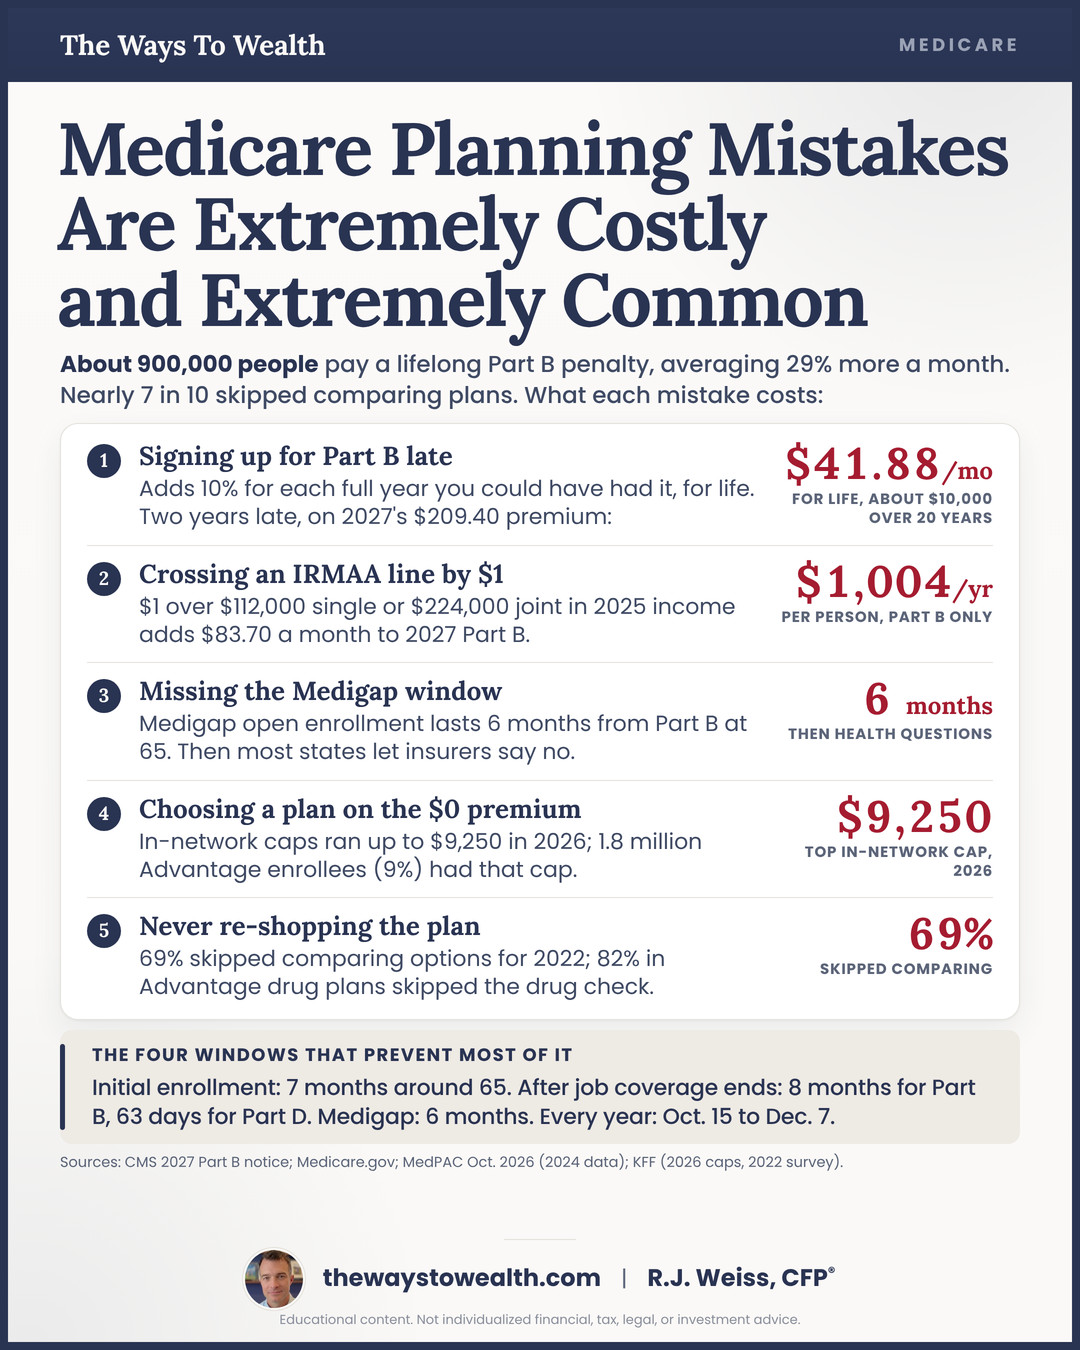 The Ways To Wealth
MEDICARE
Medicare Planning Mistakes
Are Extremely Costly
and Extremely Common
About 900,000 people pay a lifelong Part B penalty, averaging 29% more a month.
Nearly 7 in 10 skipped comparing plans. What each mistake costs:
1
Signing up for Part B late
Adds 10% for each full year you could have had it, for life.
Two years late, on 2027's $209.40 premium:
$41.88/mo
FOR LIFE, ABOUT $10,000
OVER 20 YEARS
2
Crossing an IRMAA line by $1
$1 over $112,000 single or $224,000 joint in 2025 income
adds $83.70 a month to 2027 Part B.
$1,004/yr
PER PERSON, PART B ONLY
3
Missing the Medigap window
Medigap open enrollment lasts 6 months from Part B at
65. Then most states let insurers say no.
6 months
THEN HEALTH QUESTIONS
4
Choosing a plan on the $0 premium
In-network caps ran up to $9,250 in 2026; 1.8 million
Advantage enrollees (9%) had that cap.
$9,250
TOP IN-NETWORK CAP,
2026
5
Never re-shopping the plan
69% skipped comparing options for 2022; 82% in
Advantage drug plans skipped the drug check.
69%
SKIPPED COMPARING
THE FOUR WINDOWS THAT PREVENT MOST OF IT
Initial enrollment: 7 months around 65. After job coverage ends: 8 months for Part
B, 63 days for Part D. Medigap: 6 months. Every year: Oct. 15 to Dec. 7.
Sources: CMS 2027 Part B notice; Medicare.gov; MedPAC Oct. 2026 (2024 data); KFF (2026 caps, 2022 survey).
thewaystowealth.com | R.J. Weiss, CFP®
Educational content. Not individualized financial, tax, legal, or investment advice.